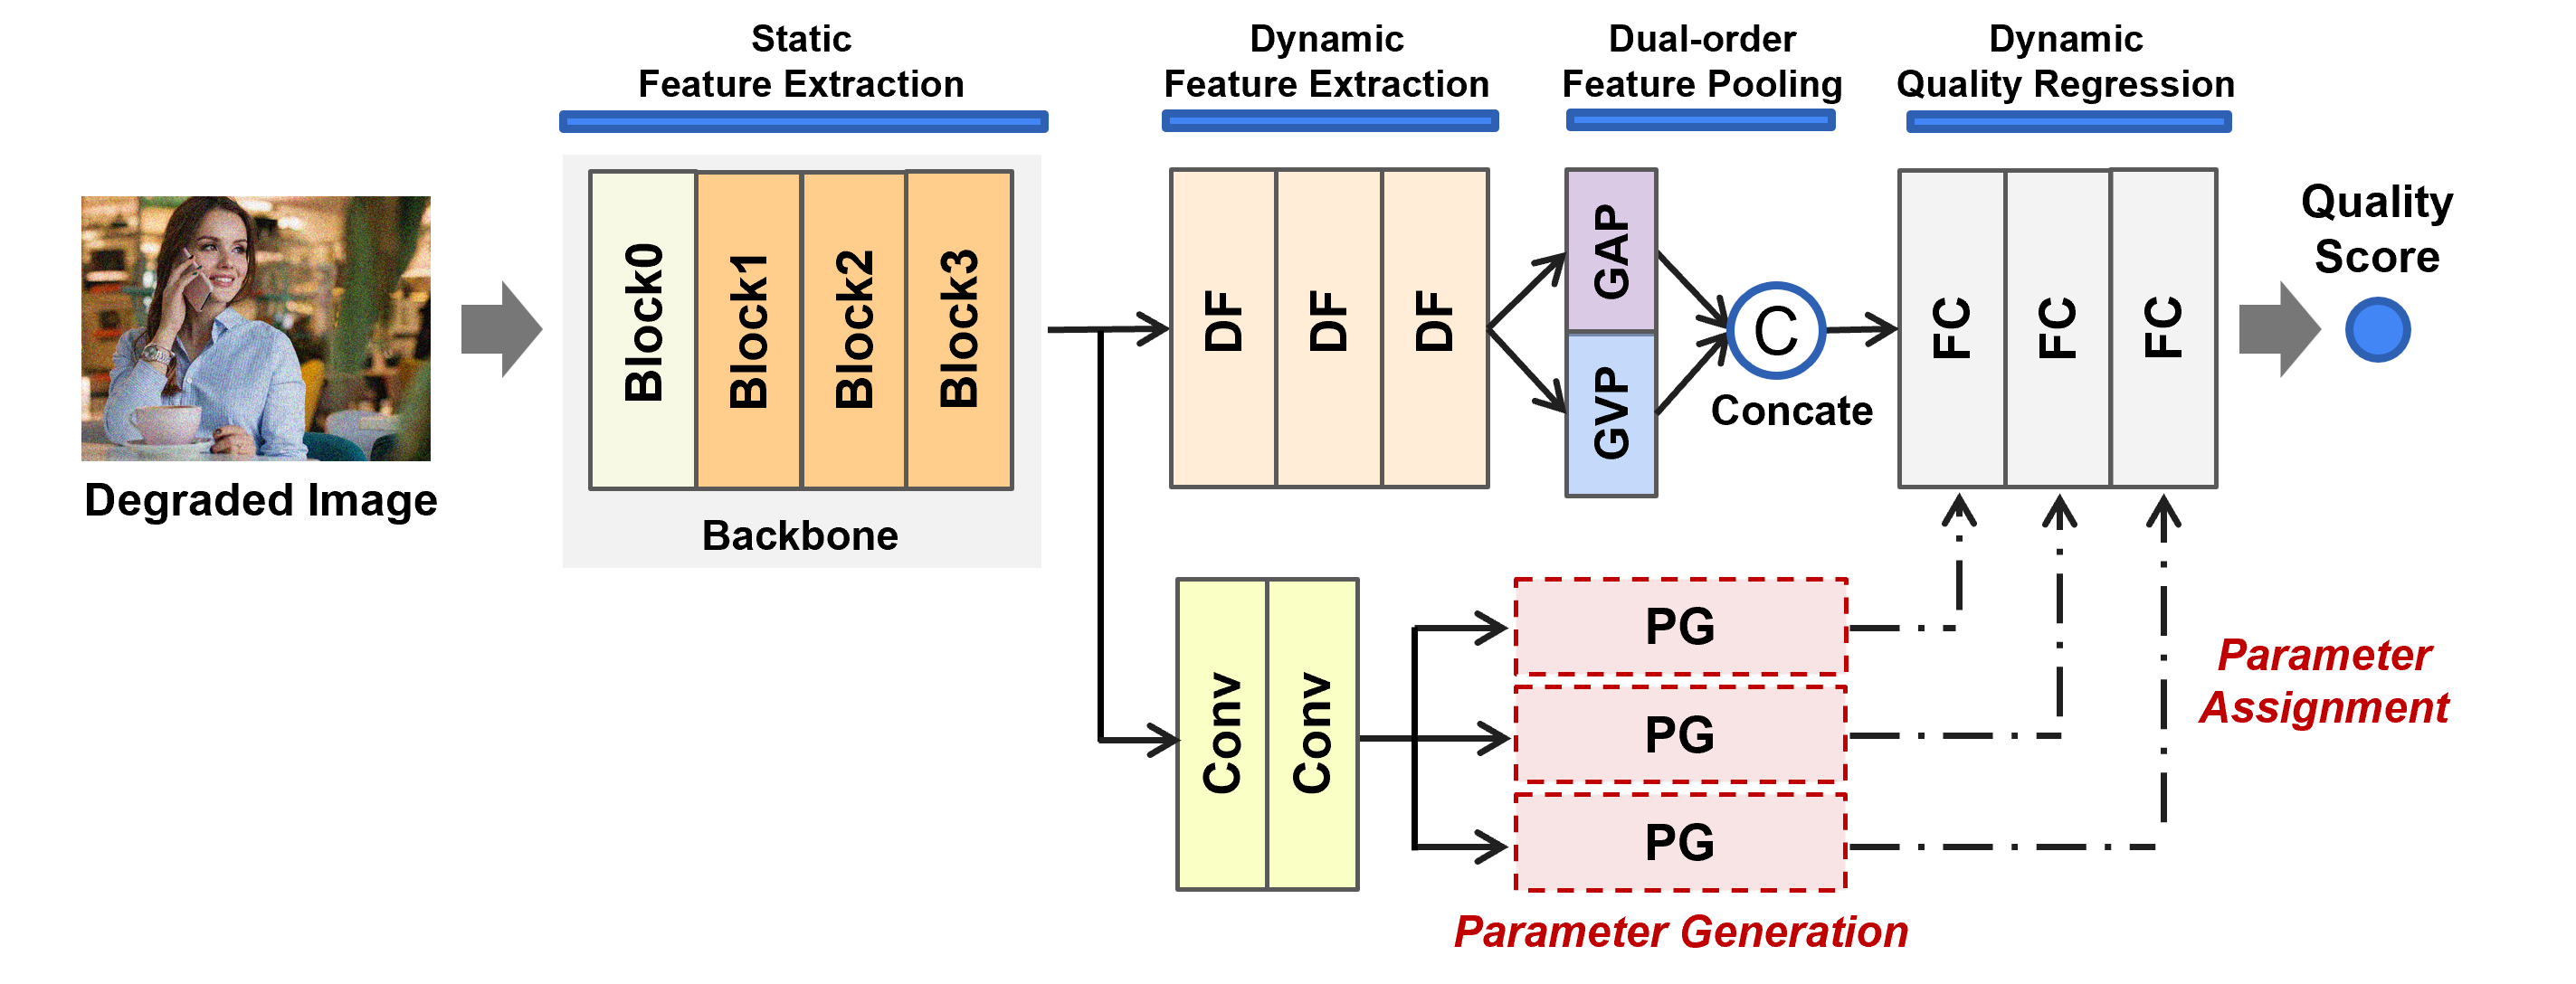 Static
Feature Extraction
Dynamic
Feature Extraction
Dual-order
Feature Pooling
Dynamic
Quality Regression
Degraded Image
Block0
Block1
Block2
Block3
Backbone
DF
DF
DF
GAP
GVP
C
Concate
FC
FC
FC
Quality
Score
Conv
Conv
PG
PG
PG
Parameter Generation
Parameter
Assignment